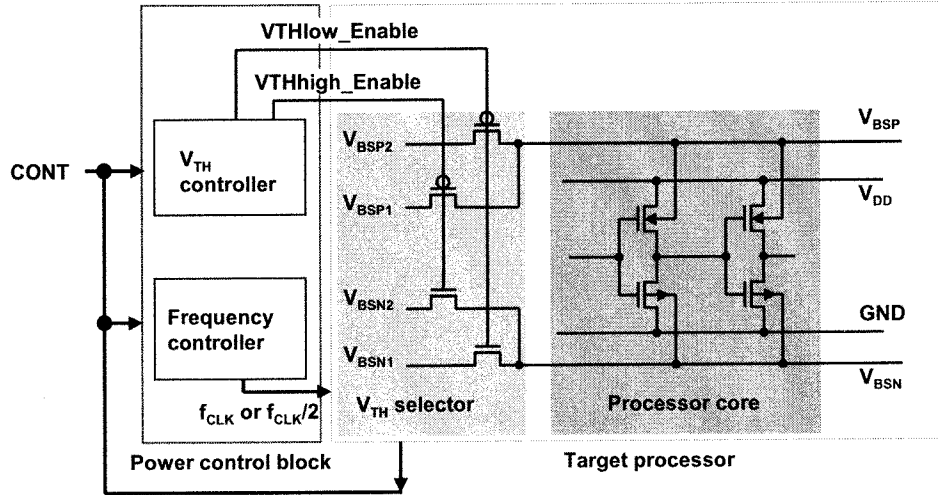 VTHlow_Enable
VTHhigh_Enable
CONT
V_TH
controller
V_BSP2
V_BSP1
V_BSN2
V_BSN1
V_BSP
V_DD
GND
V_BSN
Frequency
controller
f_CLK or f_CLK/2
V_TH selector
Processor core
Power control block
Target processor